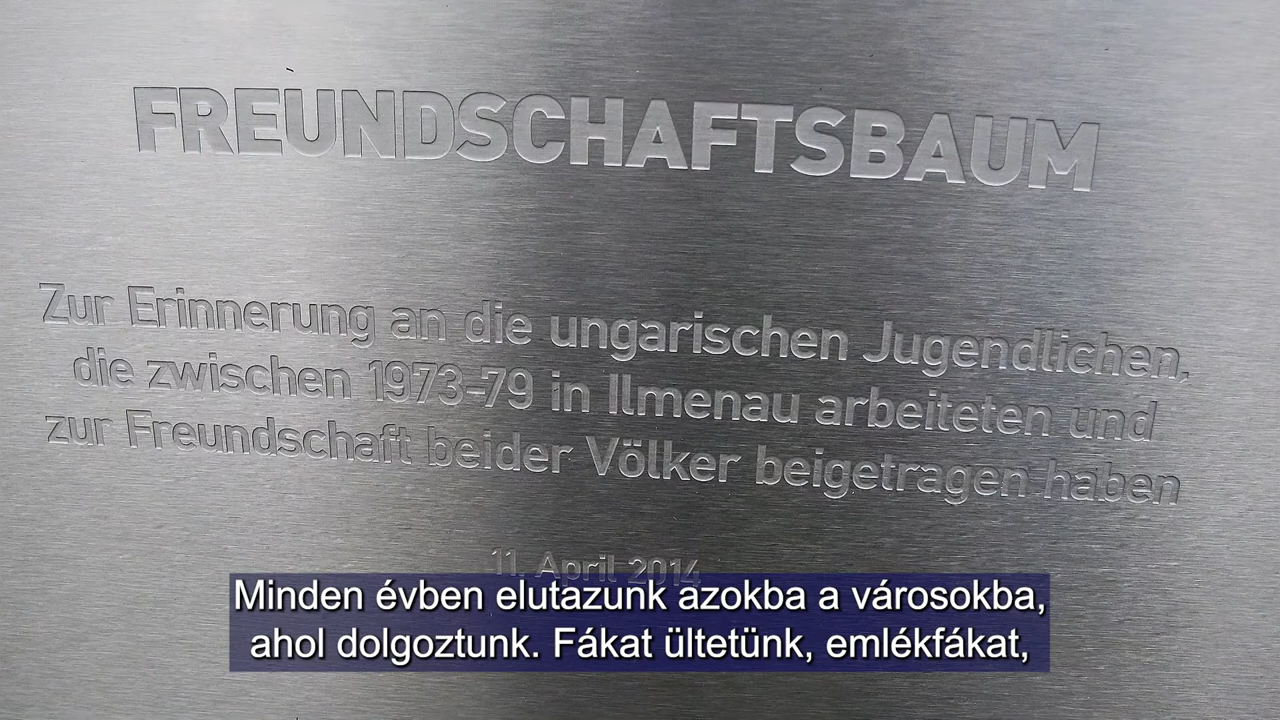 FREUNDSCHAFTSBAUM
Zur Erinnerung an die ungarischen Jugendlichen,
die zwischen 1973-79 in Ilmenau arbeiteten und
zur Freundschaft beider Völker beigetragen haben
11. April 2014
Minden évben elutazunk azokba a városokba,
ahol dolgoztunk. Fákat ültetünk, emlékfákat,